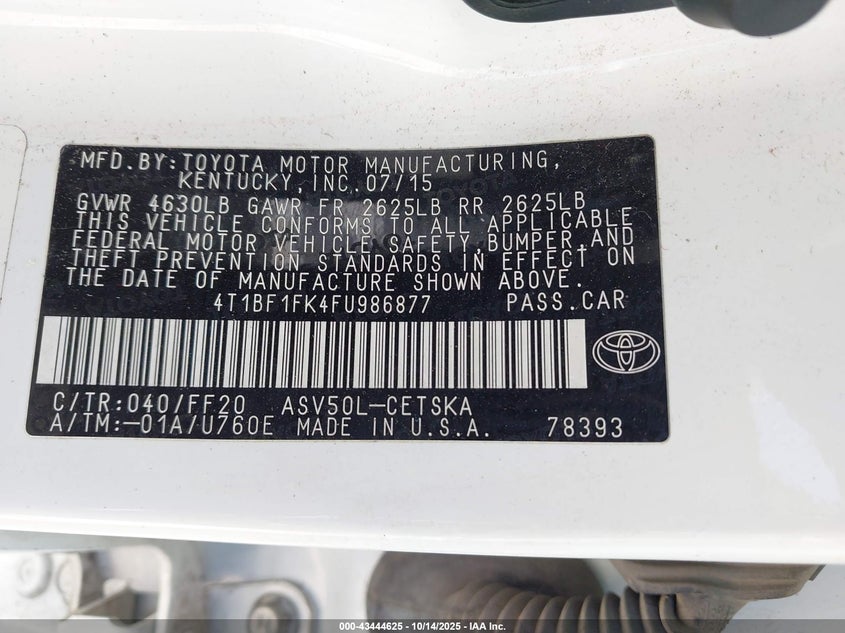 MFD.BY:TOYOTA MOTOR MANUFACTURING,
KENTUCKY,INC.07/15
GVWR 4630LB GAWR FR 2625LB RR 2625LB
THIS VEHICLE CONFORMS TO ALL APPLICABLE
FEDERAL MOTOR VEHICLE SAFETY,BUMPER,AND
THEFT PREVENTION STANDARDS IN EFFECT ON
THE DATE OF MANUFACTURE SHOWN ABOVE.
4T1BF1FK4FU986877 PASS.CAR
C/TR:040/FF20 ASV50L-CETSKA
A/TM:-01A/U760E MADE IN U.S.A. 78393
000-43444625 - 10/14/2025 - IAA Inc.